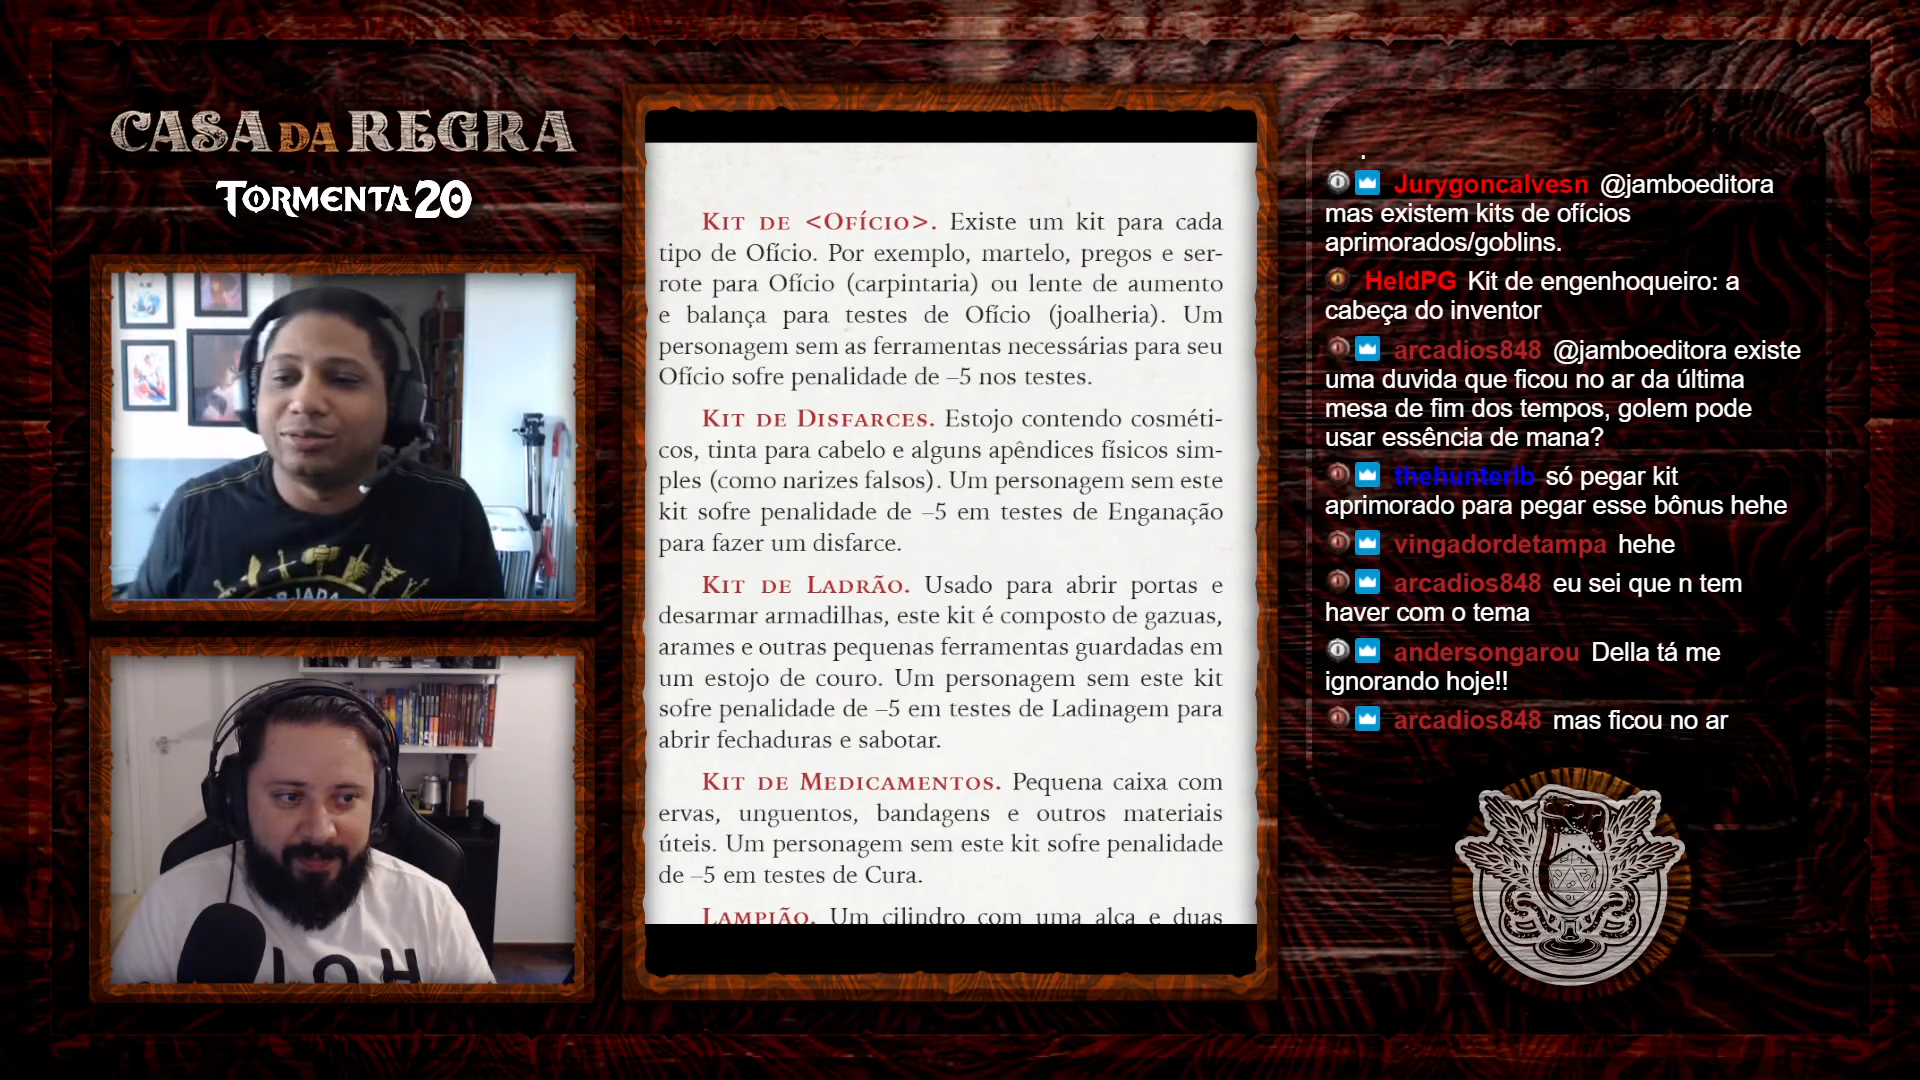 CASA DA REGRA
TORMENTA20
JADA
LOH
KIT DE <OFÍCIO>. Existe um kit para cada
tipo de Ofício. Por exemplo, martelo, pregos e ser-
rote para Ofício (carpintaria) ou lente de aumento
e balança para testes de Ofício (joalheria). Um
personagem sem as ferramentas necessárias para seu
Ofício sofre penalidade de –5 nos testes.
KIT DE DISFARCES. Estojo contendo cosméti-
cos, tinta para cabelo e alguns apêndices físicos sim-
ples (como narizes falsos). Um personagem sem este
kit sofre penalidade de –5 em testes de Enganação
para fazer um disfarce.
KIT DE LADRÃO. Usado para abrir portas e
desarmar armadilhas, este kit é composto de gazuas,
arames e outras pequenas ferramentas guardadas em
um estojo de couro. Um personagem sem este kit
sofre penalidade de –5 em testes de Ladinagem para
abrir fechaduras e sabotar.
KIT DE MEDICAMENTOS. Pequena caixa com
ervas, unguentos, bandagens e outros materiais
úteis. Um personagem sem este kit sofre penalidade
de –5 em testes de Cura.
LAMPIÃO. Um cilindro com uma alça e duas
Jurygoncalvesn @jamboeditora
mas existem kits de ofícios
aprimorados/goblins.
HeldPG Kit de engenhoqueiro: a
cabeça do inventor
arcadios848 @jamboeditora existe
uma duvida que ficou no ar da última
mesa de fim dos tempos, golem pode
usar essência de mana?
thehunterlb só pegar kit
aprimorado para pegar esse bônus hehe
vingadordetampa hehe
arcadios848 eu sei que n tem
haver com o tema
andersongarou Della tá me
ignorando hoje!!
arcadios848 mas ficou no ar